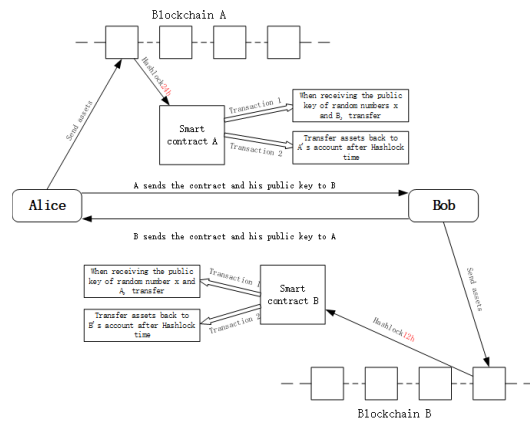 Blockchain A
Hashlock24h
Send assets
Smart
contract A
Transaction 1
Transaction 2
When receiving the public
key of random numbers x
and B, transfer
Transfer assets back to
A's account after Hashlock
time
Alice
A sends the contract and his public key to B
Bob
B sends the contract and his public key to A
When receiving the public
key of random number x and
A, transfer
Transfer assets back to
B's account after Hashlock
time
Transaction 1
Transaction 2
Smart
contract B
Send assets
Hashlock12h
Blockchain B